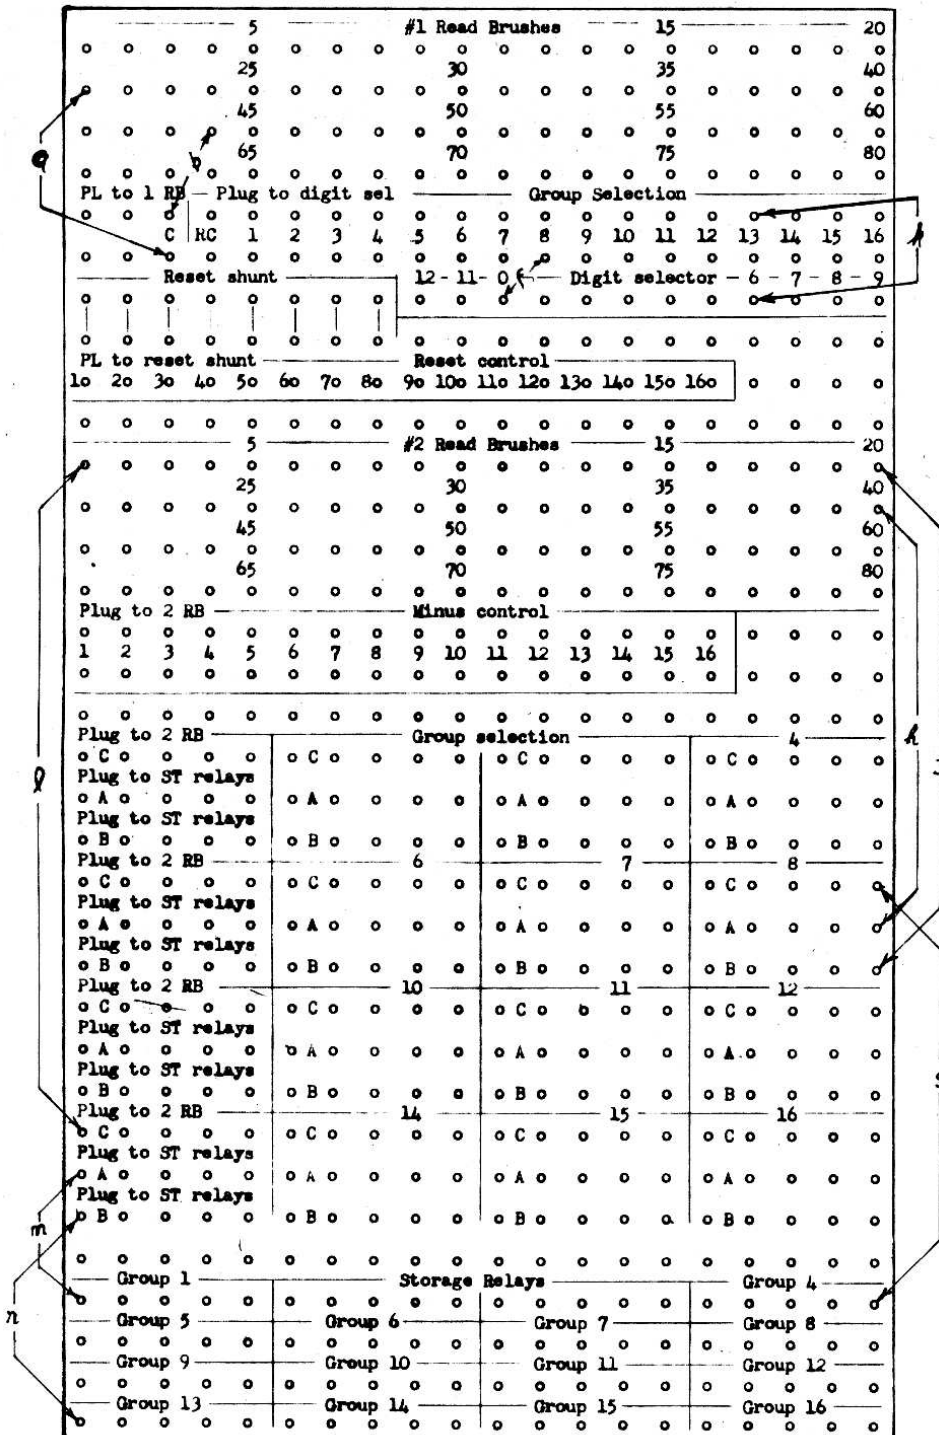 5 #1 Read Brushes 15 20
25 30 35 40
45 50 55 60
65 70 75 80
b
PL to 1 RB - Plug to digit sel Group Selection
C RC 1 2 3 4 5 6 7 8 9 10 11 12 13 14 15 16
Reset shunt 12 - 11 - 0 Digit selector - 6 - 7 - 8 - 9
PL to reset shunt Reset control
1o 2o 3o 4o 5o 6o 7o 8o 9o 10o 11o 12o 13o 14o 15o 16o
5 #2 Read Brushes 15 20
25 30 35 40
45 50 55 60
65 70 75 80
Plug to 2 RB Minus control
1 2 3 4 5 6 7 8 9 10 11 12 13 14 15 16
Plug to 2 RB Group selection 4
C C C C
Plug to ST relays
A A A A
Plug to ST relays
B B B B
Plug to 2 RB 6 7 8
C C C C
Plug to ST relays
A A A A
Plug to ST relays
B B B B
Plug to 2 RB 10 11 12
C C C C
Plug to ST relays
A A A A
Plug to ST relays
B B B B
Plug to 2 RB 14 15 16
C C C C
Plug to ST relays
A A A A
Plug to ST relays
B B B B
Group 1 Storage Relays Group 4
Group 5 Group 6 Group 7 Group 8
Group 9 Group 10 Group 11 Group 12
Group 13 Group 14 Group 15 Group 16
h
l
m
n